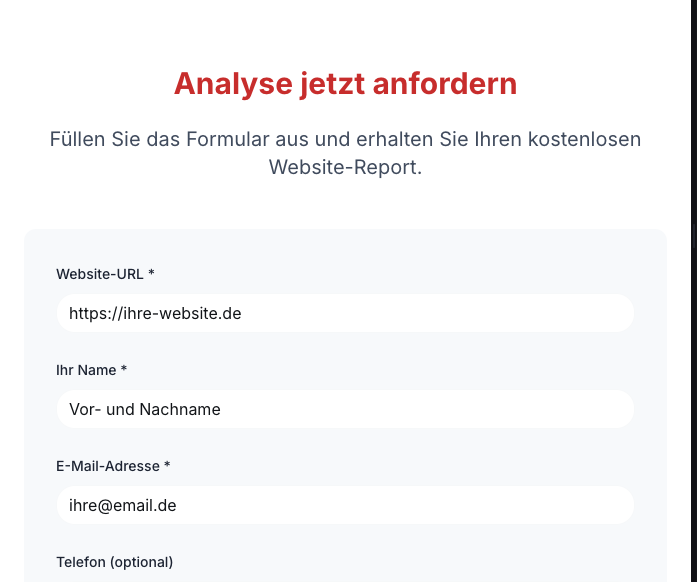 Analyse jetzt anfordern
Füllen Sie das Formular aus und erhalten Sie Ihren kostenlosen
Website-Report.
Website-URL *
https://ihre-website.de
Ihr Name *
Vor- und Nachname
E-Mail-Adresse *
ihre@email.de
Telefon (optional)